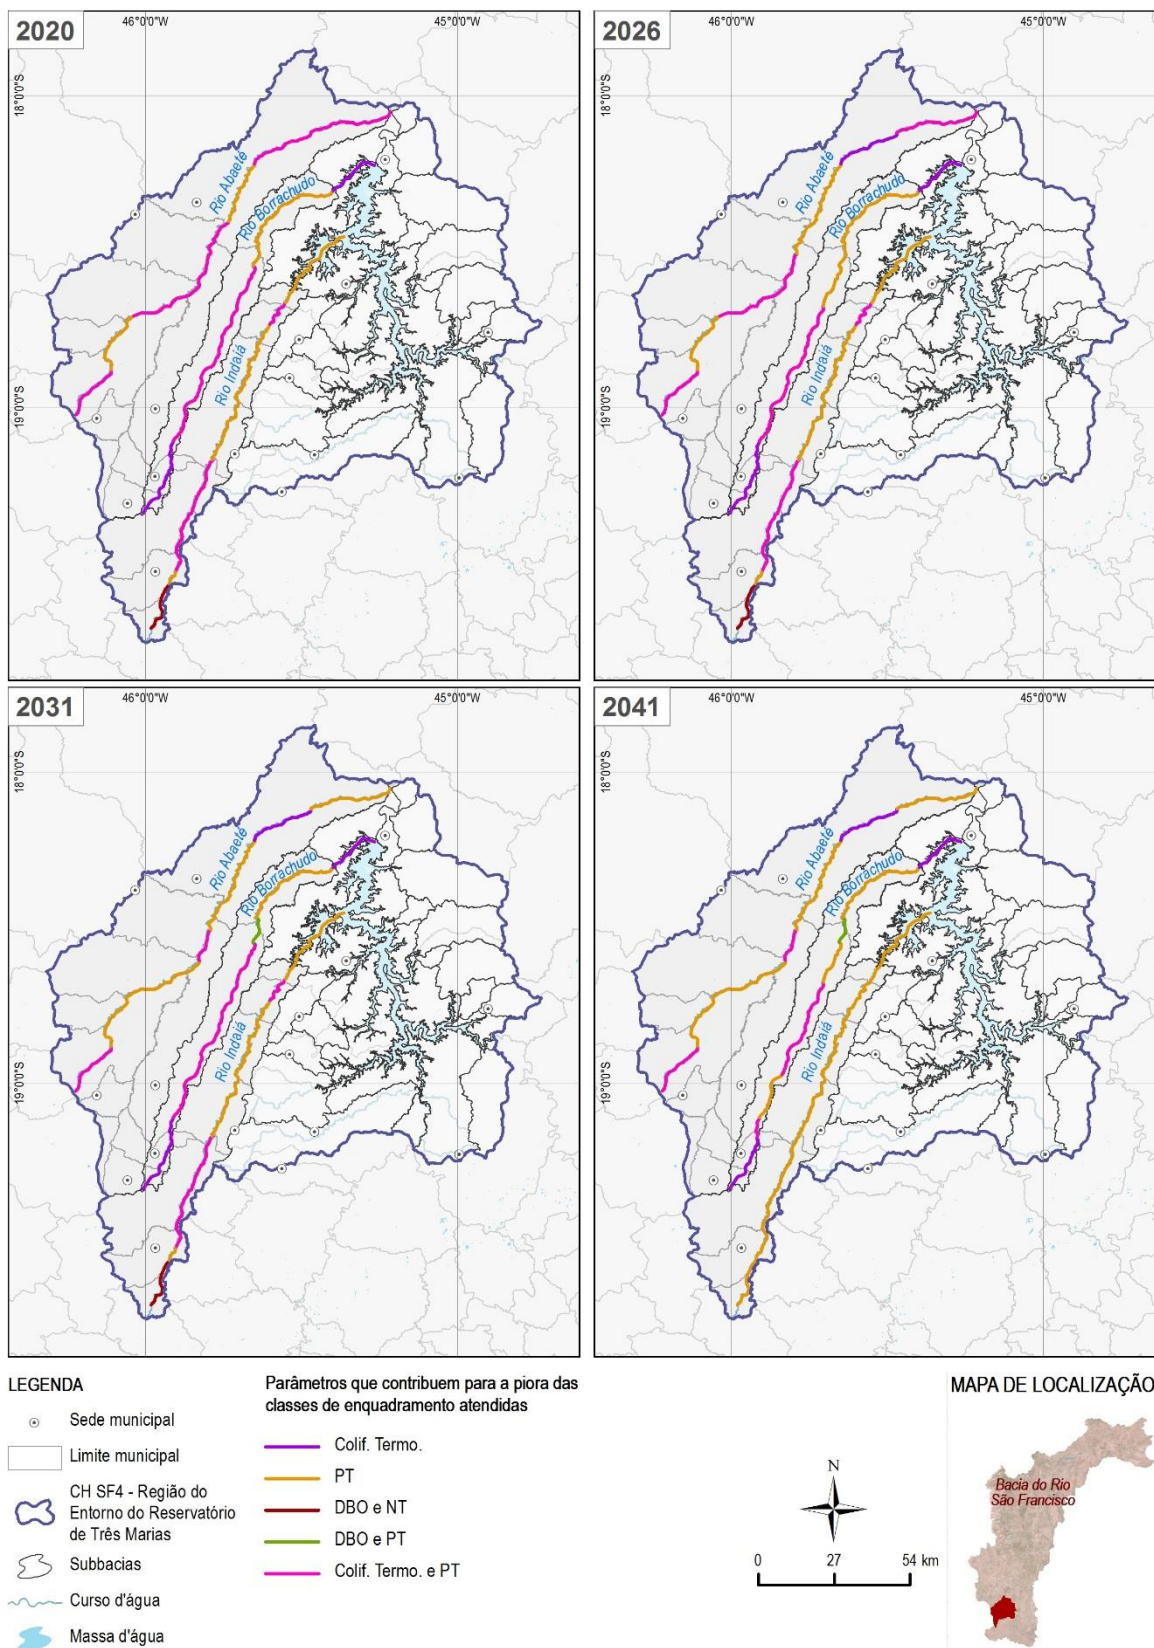 46°0'0"W
45°0'0"W
2020
18°0'0"S
Rio Abaeté
Rio Borrachudo
Rio Indaiá
19°0'0"S
46°0'0"W
45°0'0"W
2026
18°0'0"S
Rio Abaeté
Rio Borrachudo
Rio Indaiá
19°0'0"S
46°0'0"W
45°0'0"W
2031
18°0'0"S
Rio Abaeté
Rio Borrachudo
Rio Indaiá
19°0'0"S
46°0'0"W
45°0'0"W
2041
18°0'0"S
Rio Abaeté
Rio Borrachudo
Rio Indaiá
19°0'0"S
LEGENDA
Sede municipal
Limite municipal
CH SF4 - Região do
Entorno do Reservatório
de Três Marias
Subbacias
Curso d'água
Massa d'água
Parâmetros que contribuem para a piora das
classes de enquadramento atendidas
Colif. Termo.
PT
DBO e NT
DBO e PT
Colif. Termo. e PT
N
0 27 54 km
MAPA DE LOCALIZAÇÃO
Bacia do Rio
São Francisco